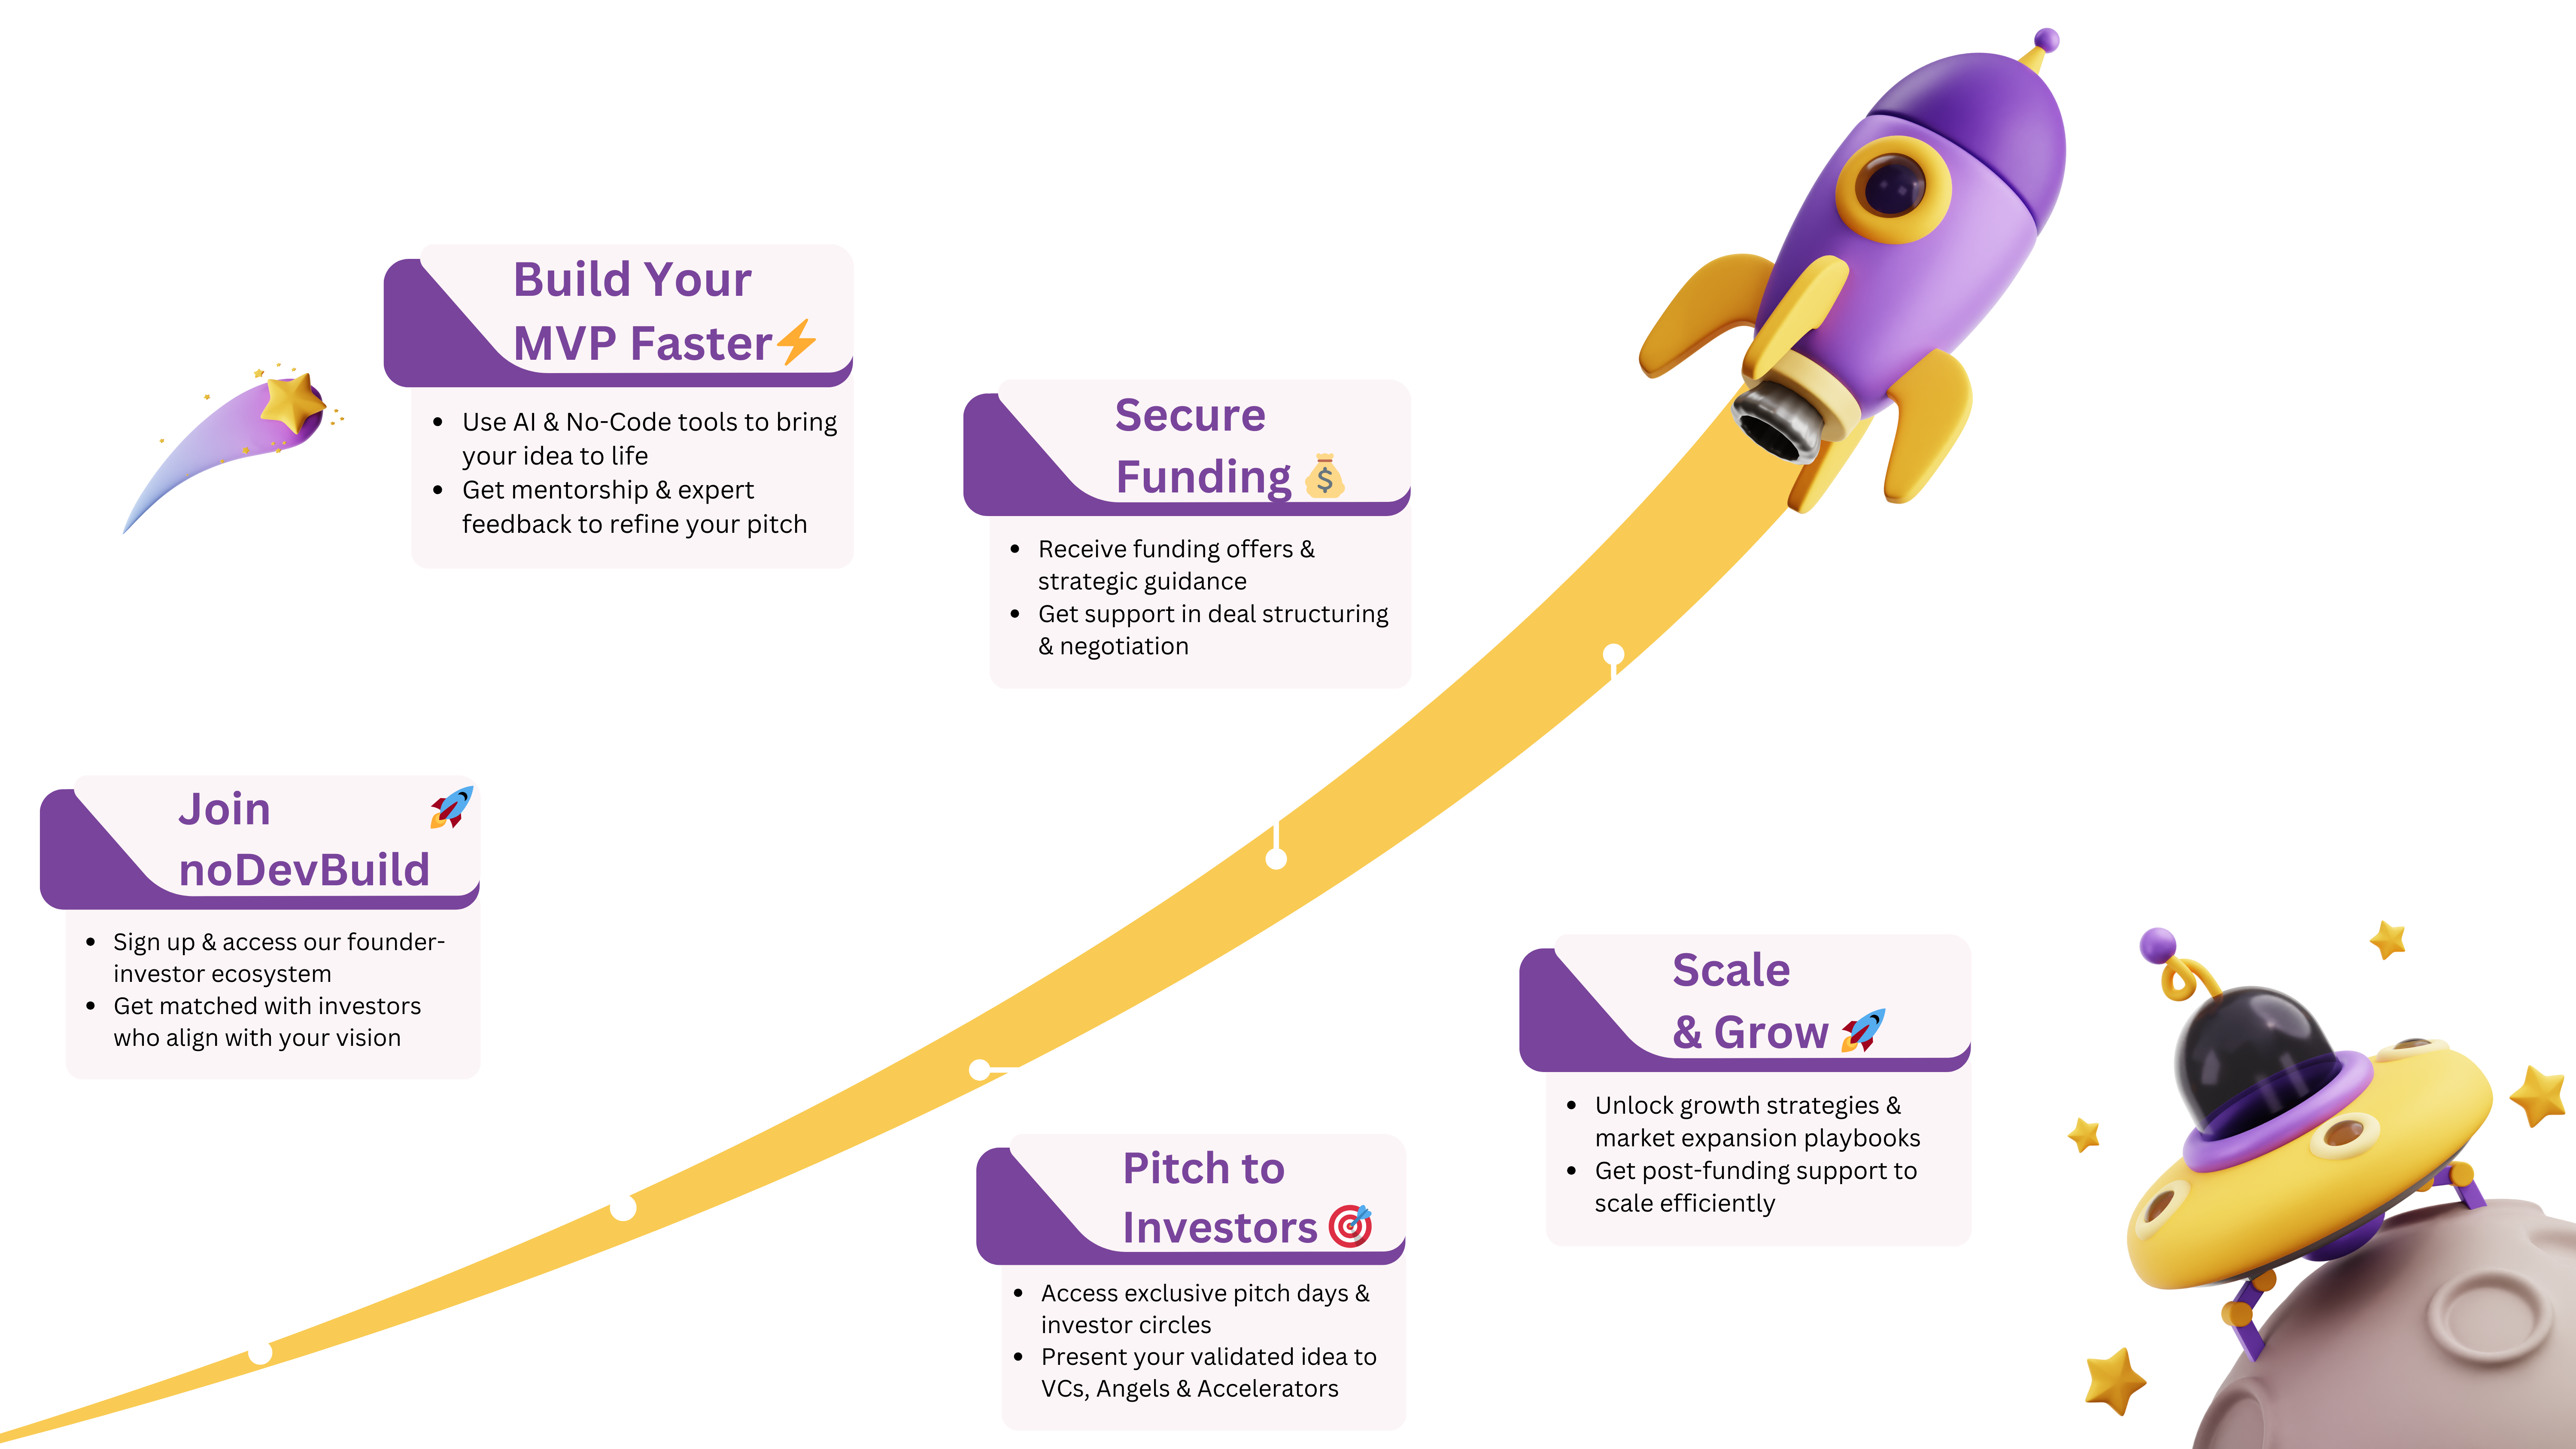 Build Your
MVP Faster⚡
• Use AI & No-Code tools to bring
your idea to life
• Get mentorship & expert
feedback to refine your pitch
Secure
Funding 💰
• Receive funding offers &
strategic guidance
• Get support in deal structuring
& negotiation
Join 🚀
noDevBuild
• Sign up & access our founder-
investor ecosystem
• Get matched with investors
who align with your vision
Scale
& Grow 🚀
• Unlock growth strategies &
market expansion playbooks
• Get post-funding support to
scale efficiently
Pitch to
Investors 🎯
• Access exclusive pitch days &
investor circles
• Present your validated idea to
VCs, Angels & Accelerators